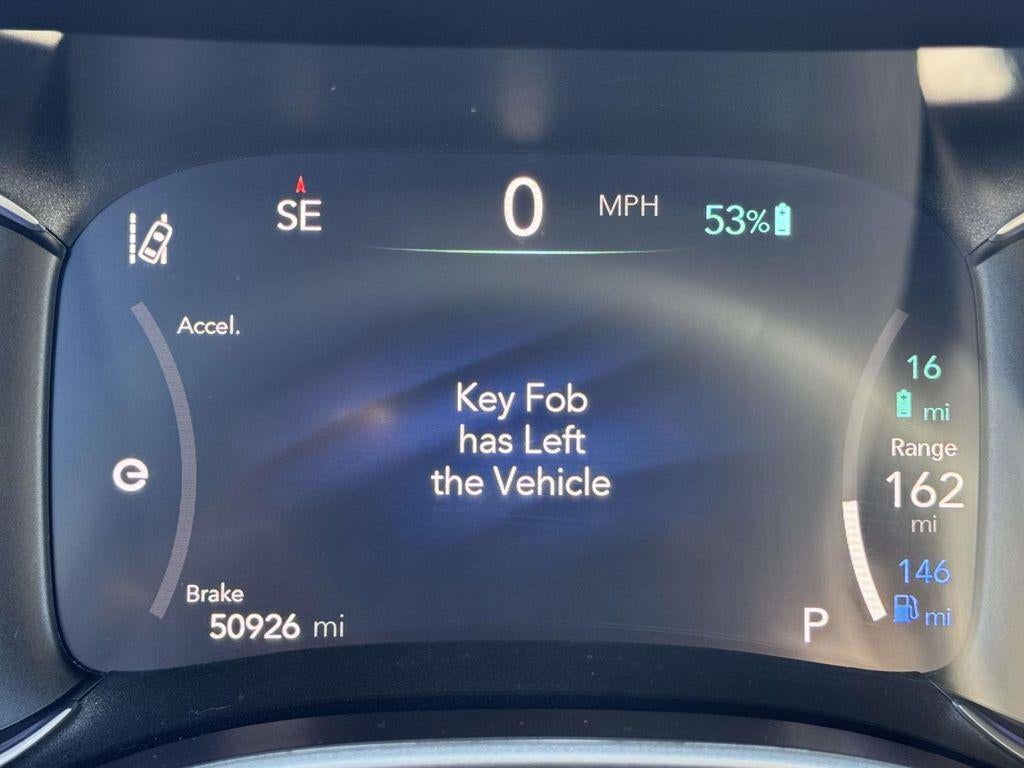 SE
0 MPH
53%
Accel.
Key Fob
has Left
the Vehicle
16
mi
Range
162
mi
146
mi
Brake
50926 mi
P